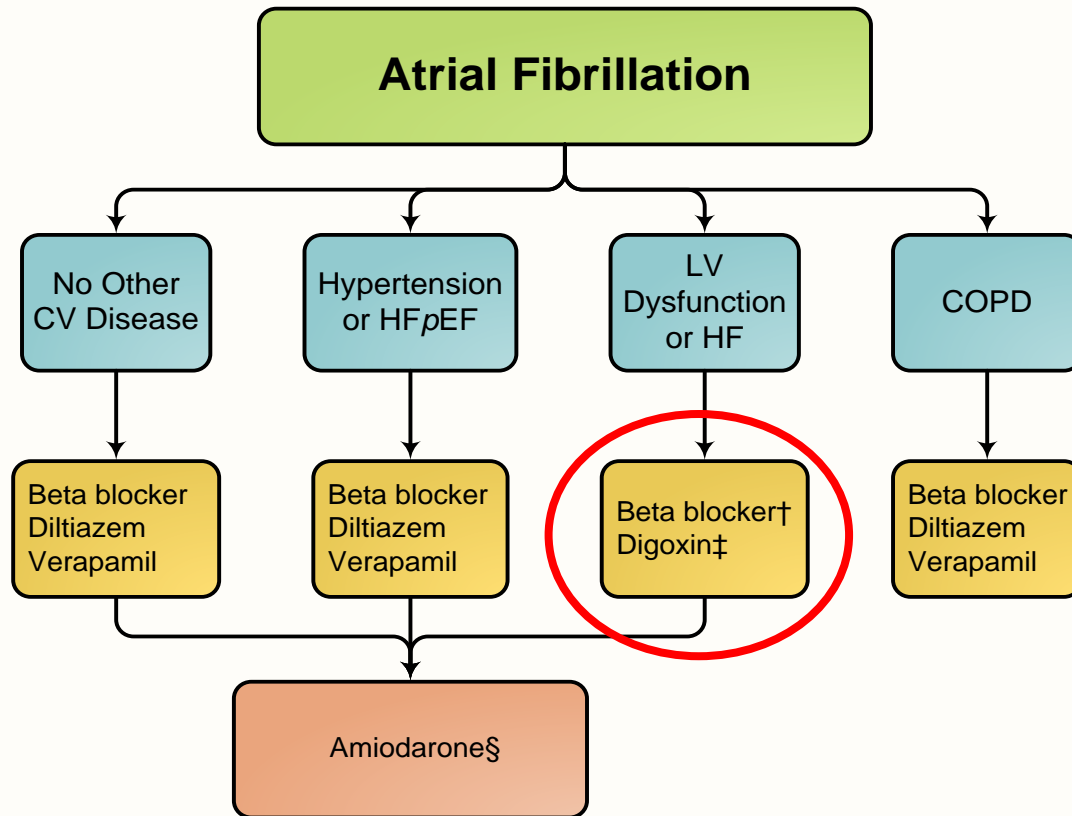 Atrial Fibrillation
No Other
CV Disease
Hypertension
or HFpEF
LV
Dysfunction
or HF
COPD
Beta blocker
Diltiazem
Verapamil
Beta blocker
Diltiazem
Verapamil
Beta blocker†
Digoxin‡
Beta blocker
Diltiazem
Verapamil
Amiodarone§